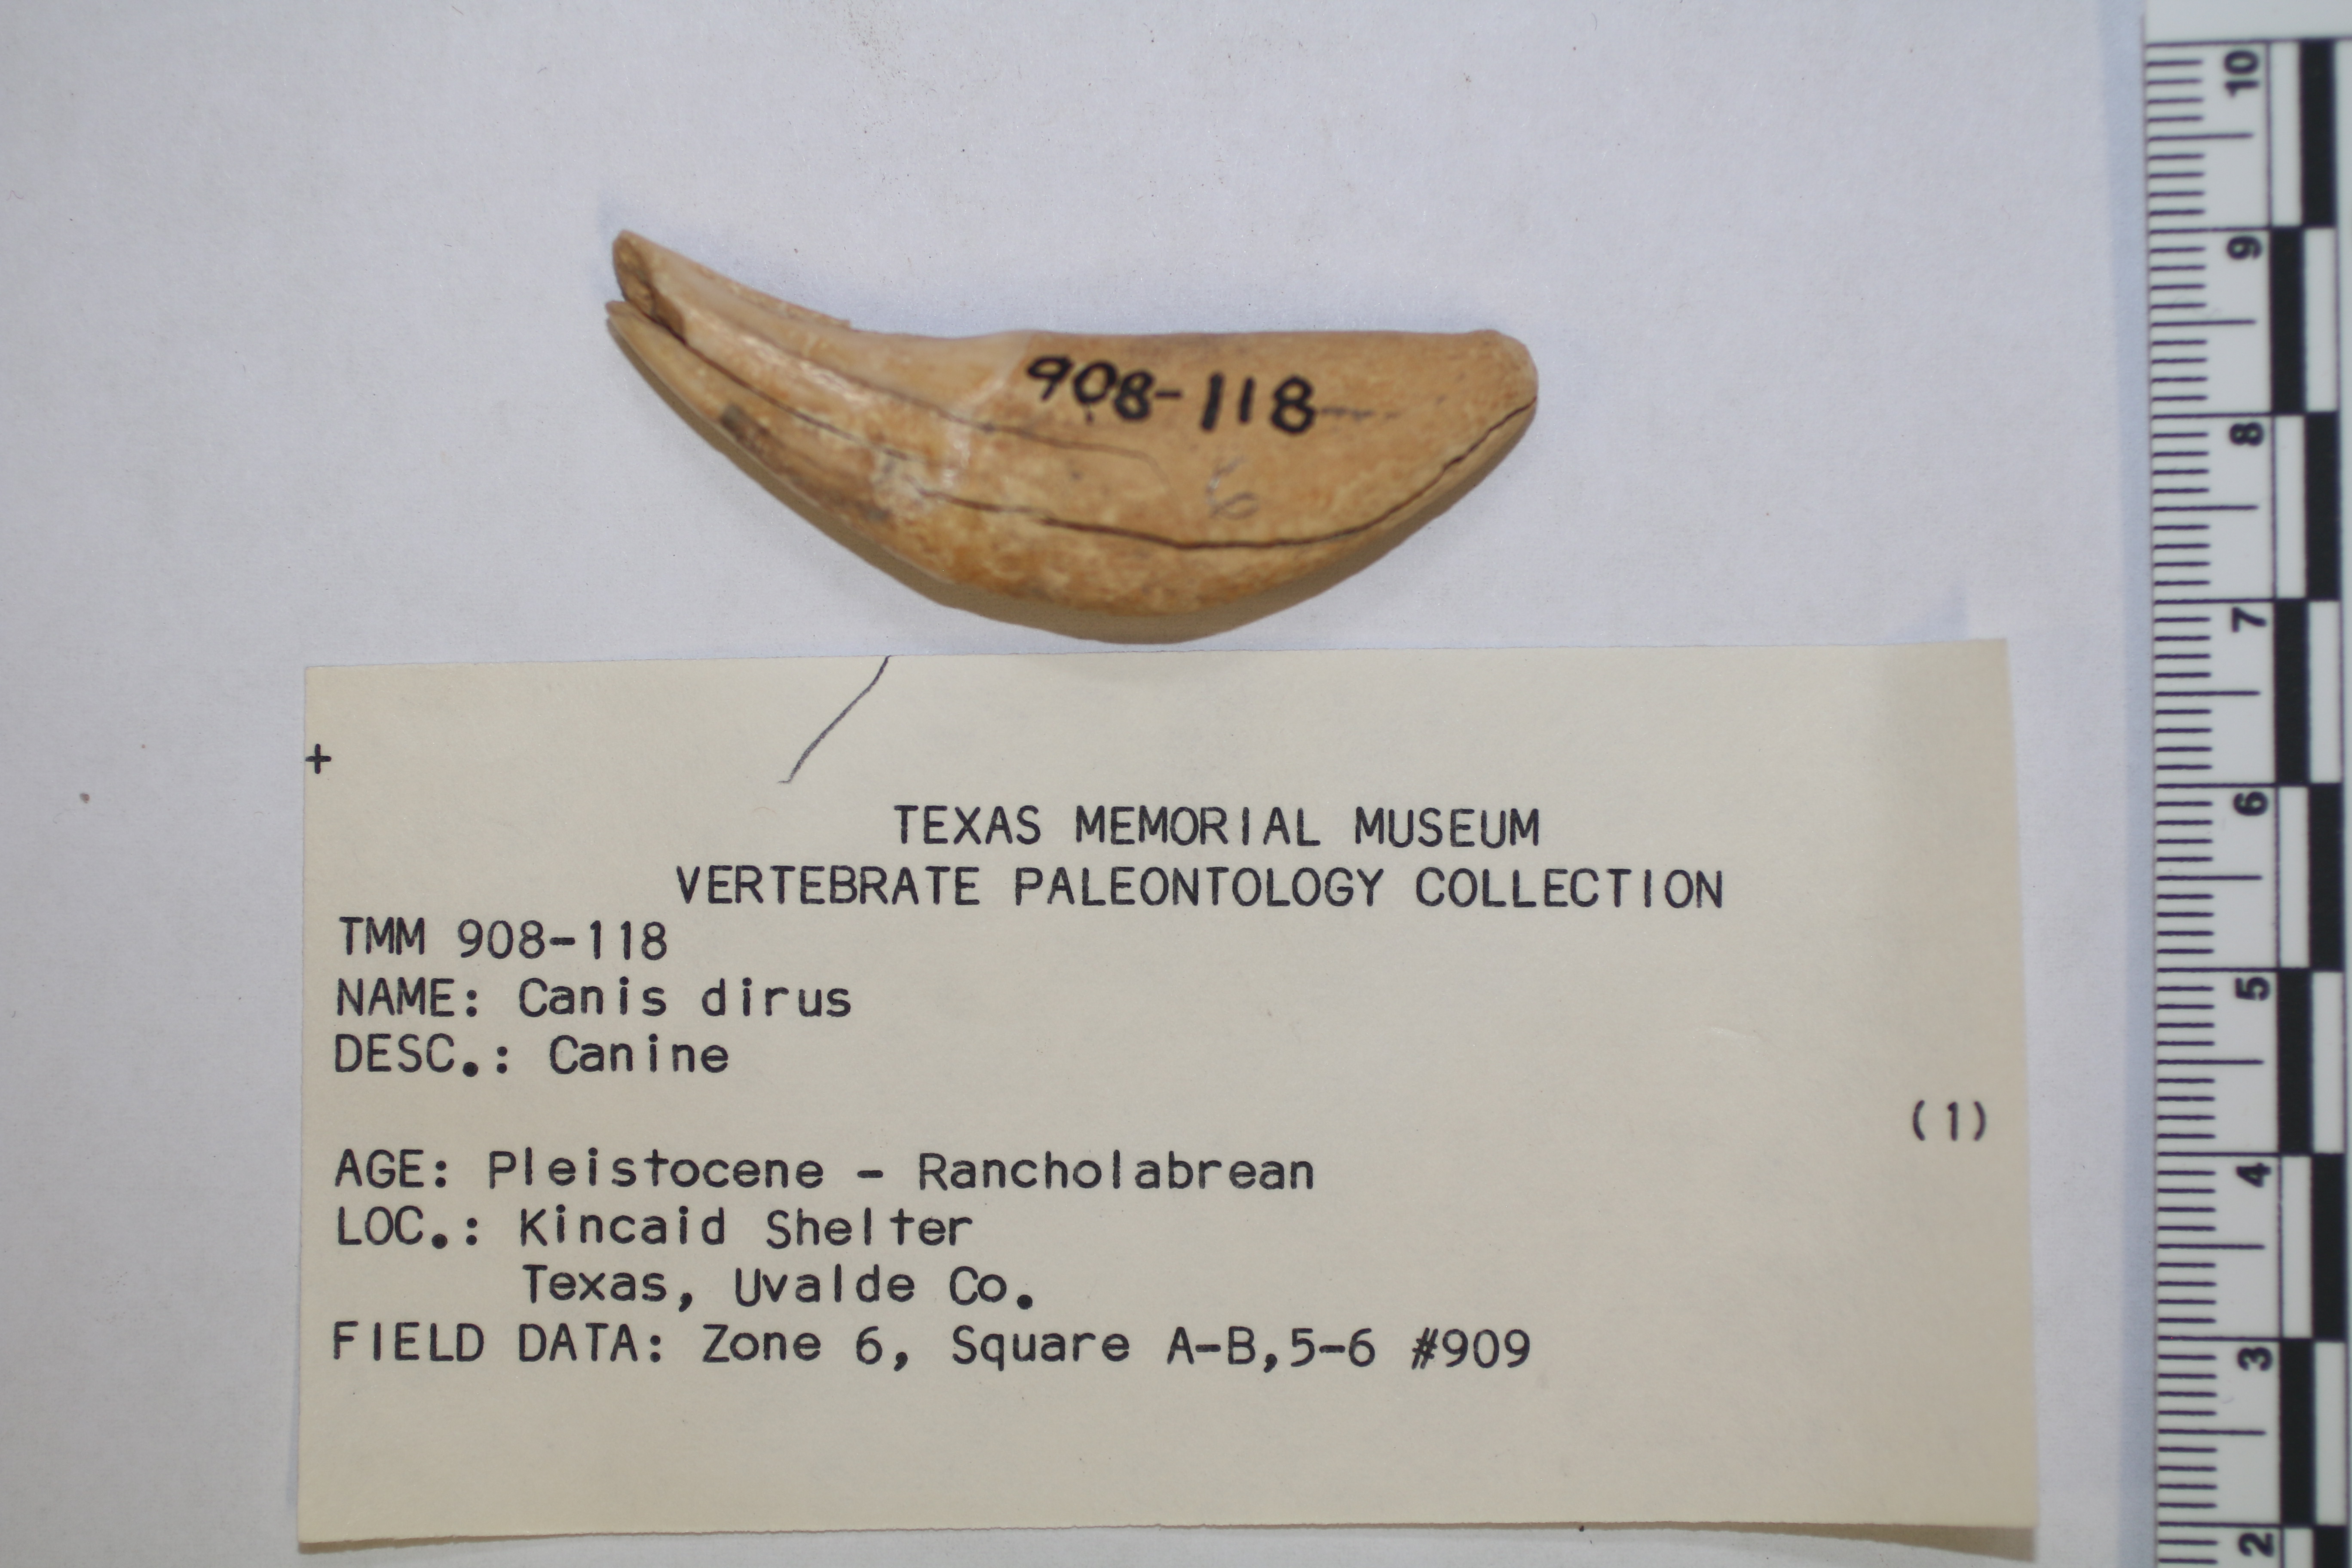 908-118
6
+
TEXAS MEMORIAL MUSEUM
VERTEBRATE PALEONTOLOGY COLLECTION
TMM 908-118
NAME: Canis dirus
DESC.: Canine
(1)
AGE: Pleistocene - Rancholabrean
LOC.: Kincaid Shelter
Texas, Uvalde Co.
FIELD DATA: Zone 6, Square A-B,5-6 #909
10
9
8
7
6
5
4
3
2